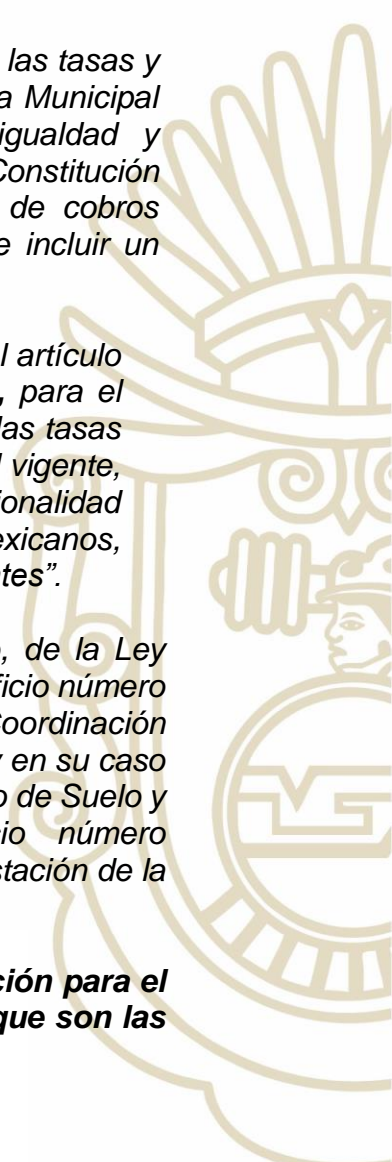 las tasas y
a Municipal
igualdad y
Constitución
de cobros
e incluir un
l artículo
, para el
las tasas
l vigente,
ionalidad
exicanos,
tes”.
, de la Ley
ficio número
Coordinación
y en su caso
o de Suelo y
io número
stación de la
ción para el
que son las